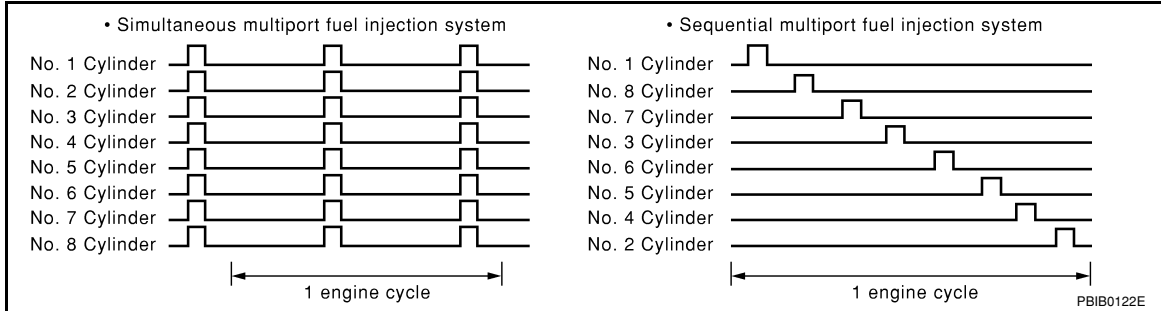 • Simultaneous multiport fuel injection system
No. 1 Cylinder
No. 2 Cylinder
No. 3 Cylinder
No. 4 Cylinder
No. 5 Cylinder
No. 6 Cylinder
No. 7 Cylinder
No. 8 Cylinder
1 engine cycle
• Sequential multiport fuel injection system
No. 1 Cylinder
No. 8 Cylinder
No. 7 Cylinder
No. 3 Cylinder
No. 6 Cylinder
No. 5 Cylinder
No. 4 Cylinder
No. 2 Cylinder
1 engine cycle
PBIB0122E